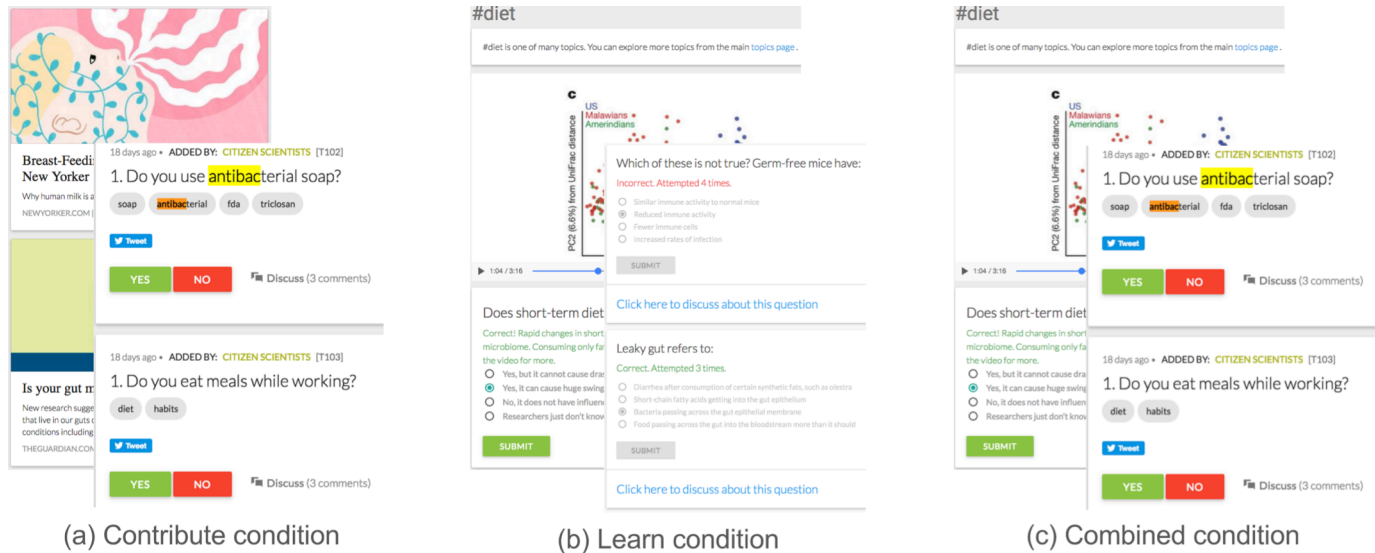 Breast-Feedi
New Yorker
Why human milk is a
NEWYORKER.COM |
Is your gut m
New research sugge
that live in our guts
conditions including
THEGUARDIAN.COM
18 days ago • ADDED BY: CITIZEN SCIENTISTS [T102]
1. Do you use antibacterial soap?
soap antibacterial fda triclosan
Tweet
YES NO Discuss (3 comments)
18 days ago • ADDED BY: CITIZEN SCIENTISTS [T103]
1. Do you eat meals while working?
diet habits
Tweet
YES NO Discuss (3 comments)
(a) Contribute condition
#diet
#diet is one of many topics. You can explore more topics from the main topics page .
c
US
Malawians
Amerindians
PC2 (6.6%) from UniFrac distance
1:04 / 3:16
Does short-term diet
Correct! Rapid changes in short
microbiome. Consuming only fa
the video for more.
Yes, but it cannot cause dra
Yes, it can cause huge swing
No, it does not have influen
Researchers just don't know
SUBMIT
Which of these is not true? Germ-free mice have:
Incorrect. Attempted 4 times.
Similar immune activity to normal mice
Reduced immune activity
Fewer immune cells
Increased rates of infection
SUBMIT
Click here to discuss about this question
Leaky gut refers to:
Correct. Attempted 3 times.
Diarrhea after consumption of certain synthetic fats, such as olestra
Short-chain fatty acids getting into the gut epithelium
Bacteria passing across the gut epithelial membrane
Food passing across the gut into the bloodstream more than it should
SUBMIT
Click here to discuss about this question
(b) Learn condition
#diet
#diet is one of many topics. You can explore more topics from the main topics page .
c
US
Malawians
Amerindians
PC2 (6.6%) from UniFrac distance
1:04 / 3:16
Does short-term diet
Correct! Rapid changes in short
microbiome. Consuming only fa
the video for more.
Yes, but it cannot cause dra
Yes, it can cause huge swing
No, it does not have influen
Researchers just don't know
SUBMIT
18 days ago • ADDED BY: CITIZEN SCIENTISTS [T102]
1. Do you use antibacterial soap?
soap antibacterial fda triclosan
Tweet
YES NO Discuss (3 comments)
18 days ago • ADDED BY: CITIZEN SCIENTISTS [T103]
1. Do you eat meals while working?
diet habits
Tweet
YES NO Discuss (3 comments)
(c) Combined condition